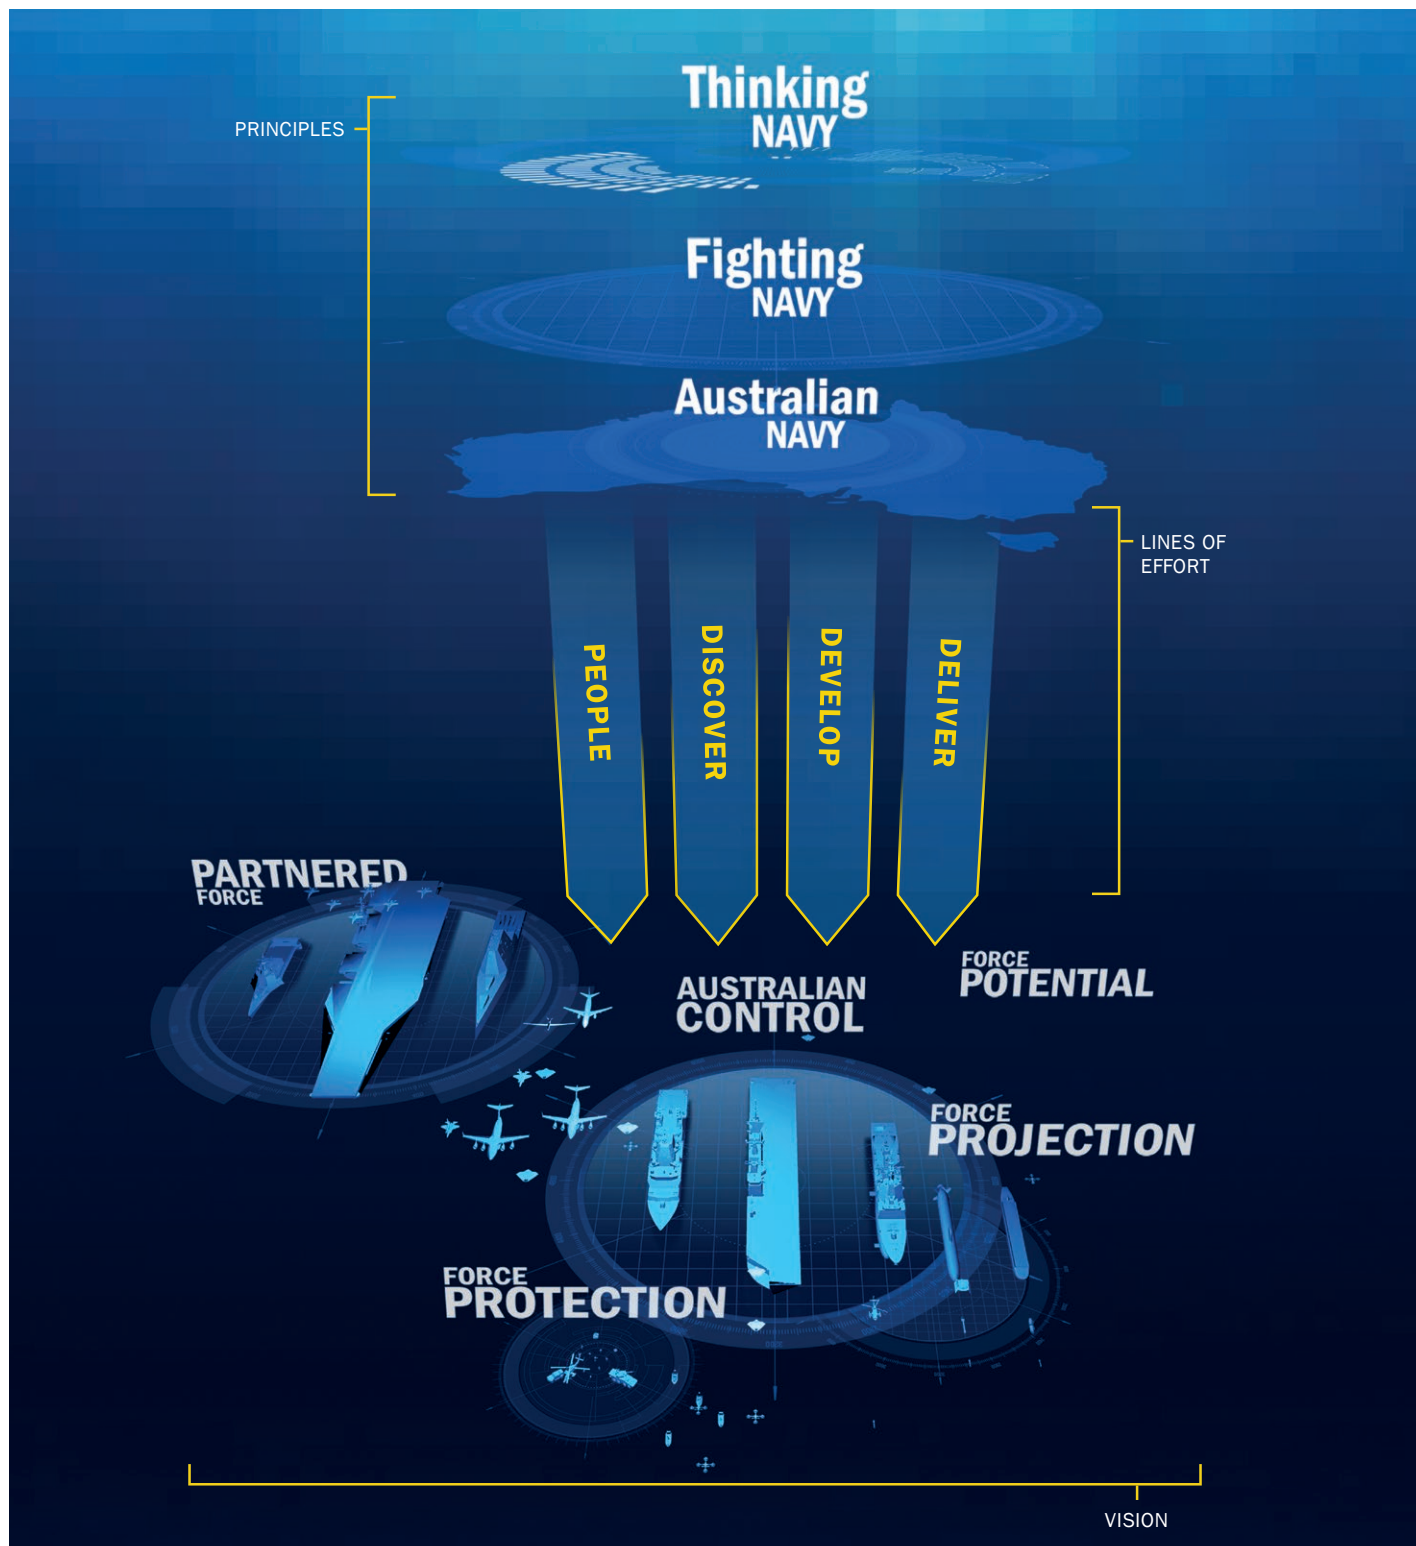 Thinking
NAVY
PRINCIPLES
Fighting
NAVY
Australian
NAVY
LINES OF
EFFORT
PEOPLE
DISCOVER
DEVELOP
DELIVER
PARTNERED
FORCE
FORCE
POTENTIAL
AUSTRALIAN
CONTROL
FORCE
PROJECTION
FORCE
PROTECTION
VISION